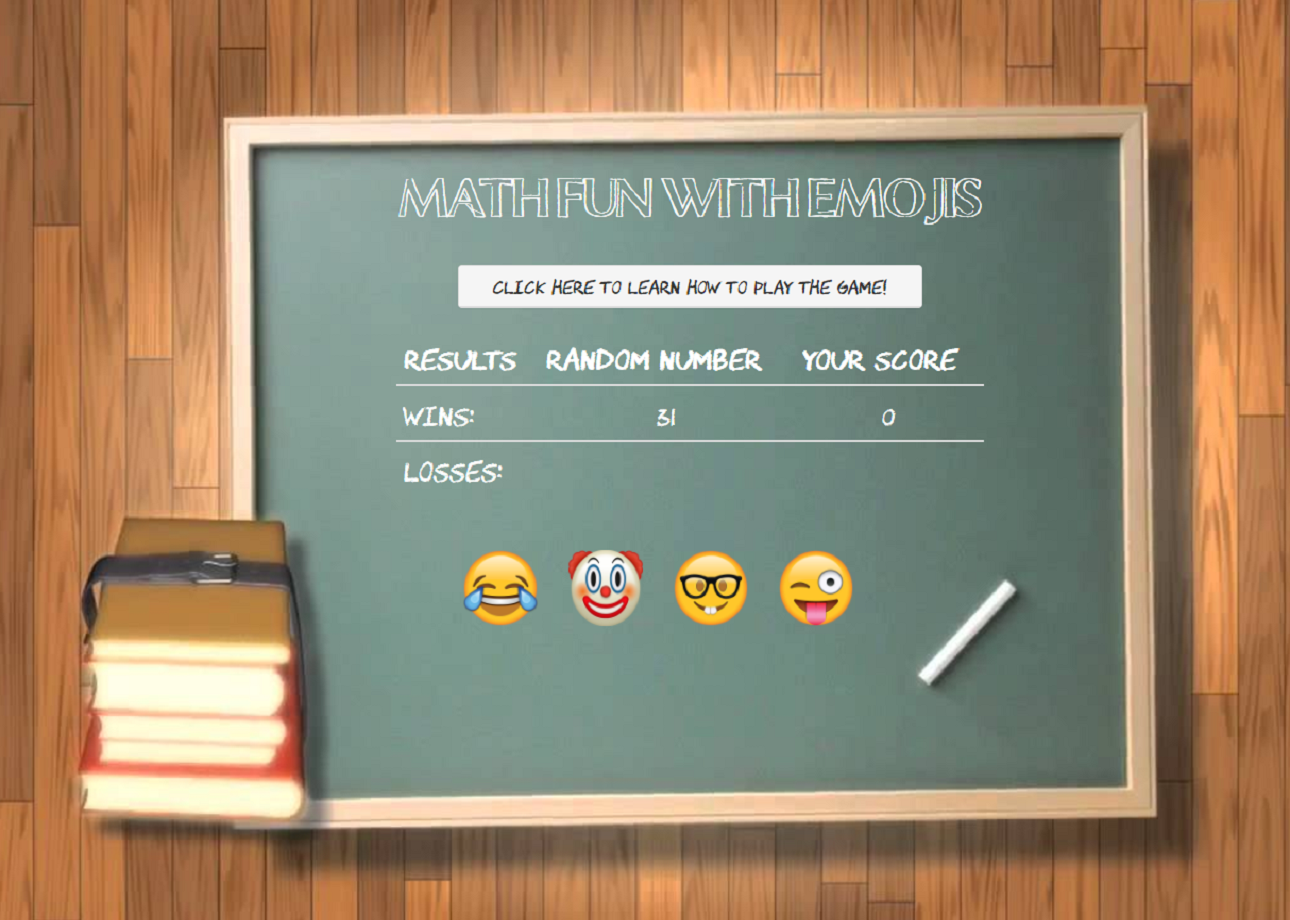 MATH FUN WITH EMOJIS
CLICK HERE TO LEARN HOW TO PLAY THE GAME!
RESULTS RANDOM NUMBER YOUR SCORE
WINS: 31 0
LOSSES: